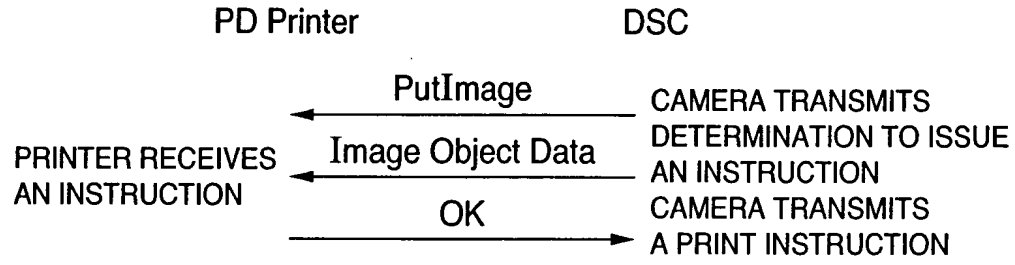 PD Printer DSC
PutImage
CAMERA TRANSMITS
DETERMINATION TO ISSUE
AN INSTRUCTION
PRINTER RECEIVES
AN INSTRUCTION
Image Object Data
OK
CAMERA TRANSMITS
A PRINT INSTRUCTION